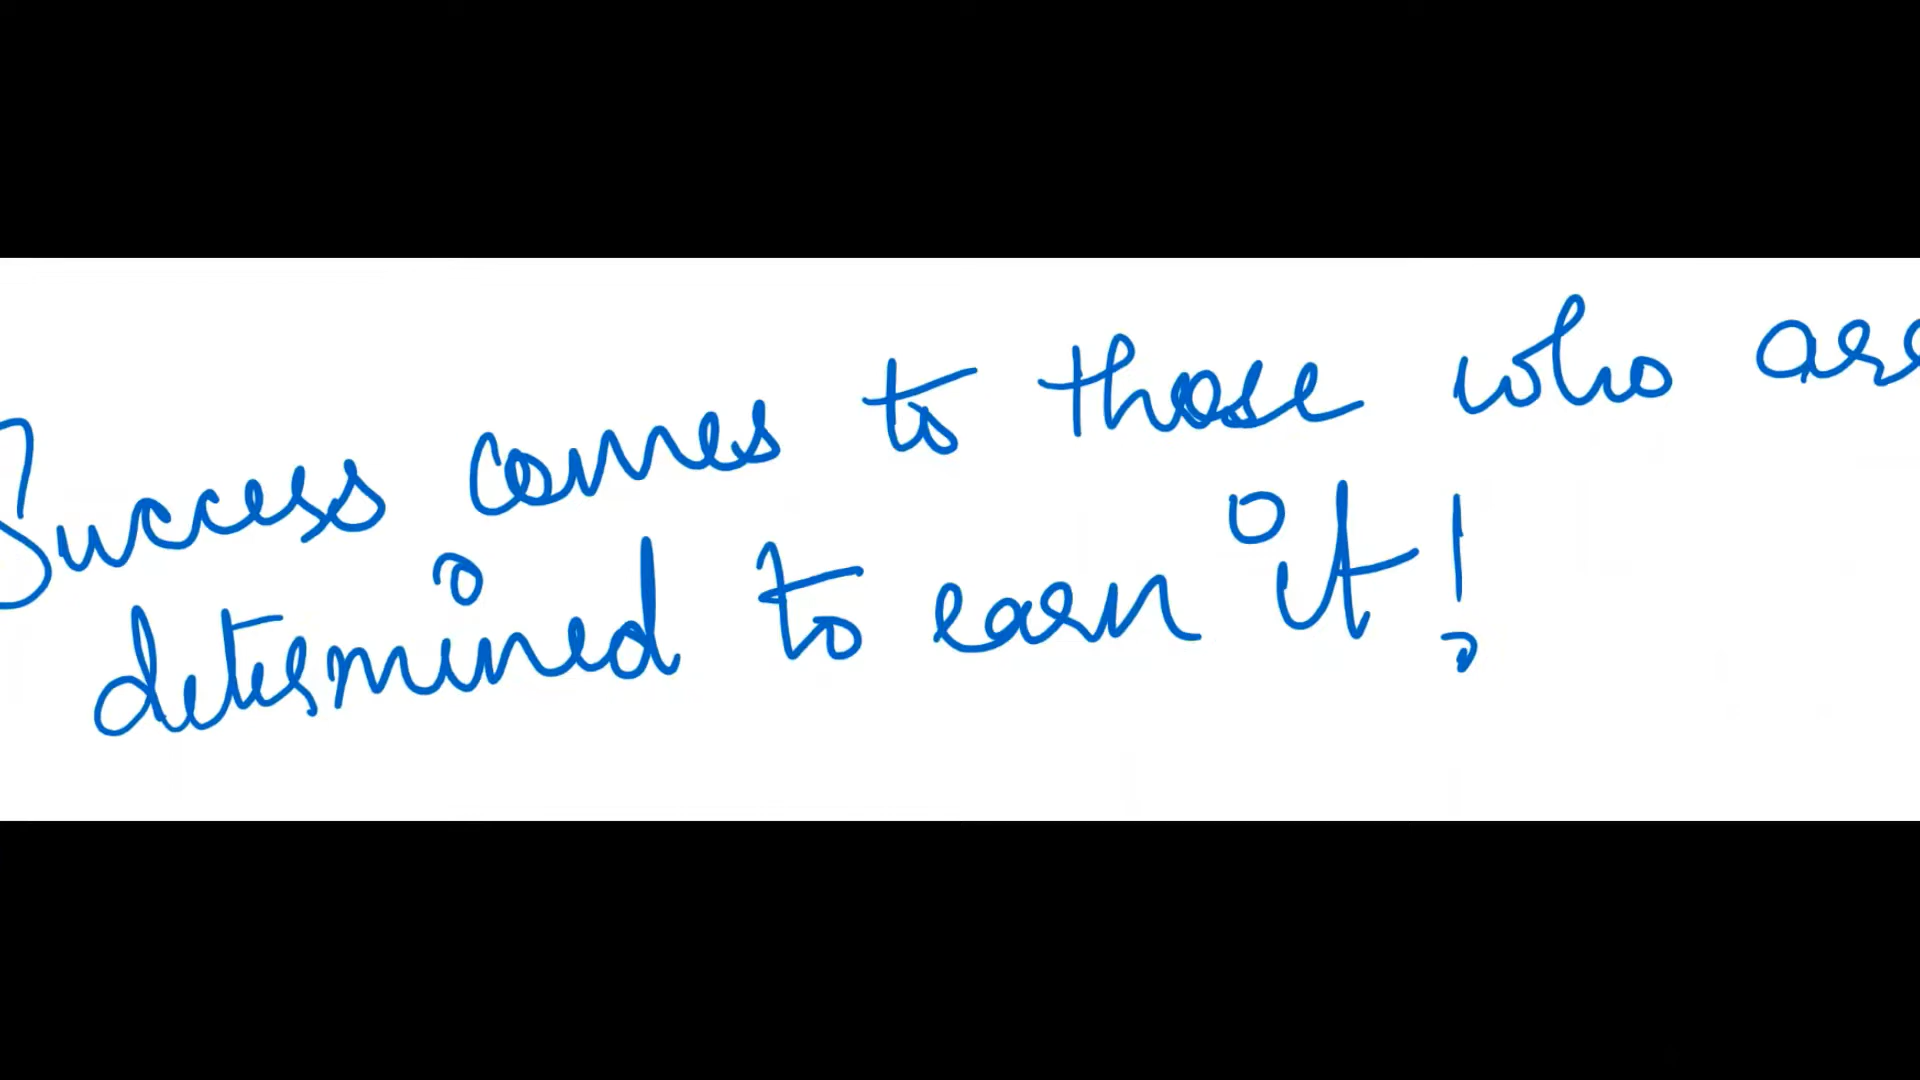 Success comes to those who are
determined to earn it!